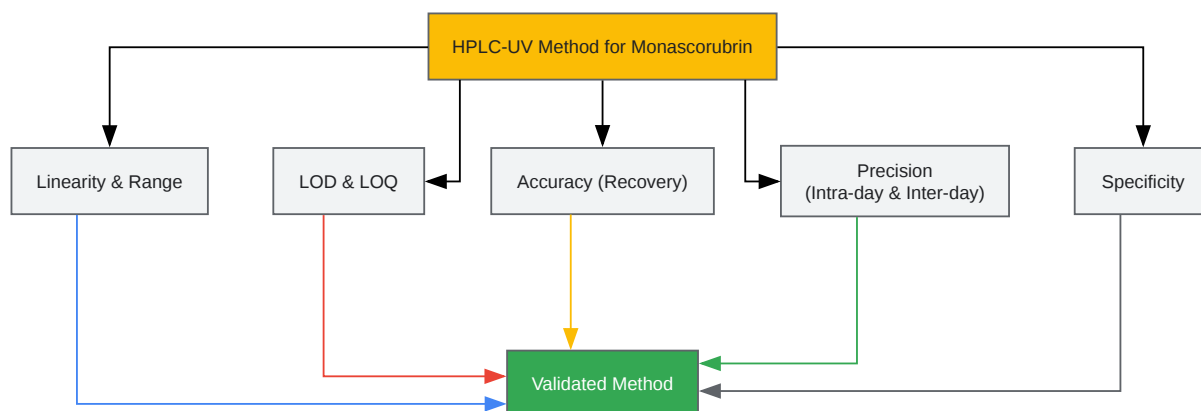 HPLC-UV Method for Monascorubrin
Linearity & Range
LOD & LOQ
Accuracy (Recovery)
Precision
(Intra-day & Inter-day)
Specificity
Validated Method